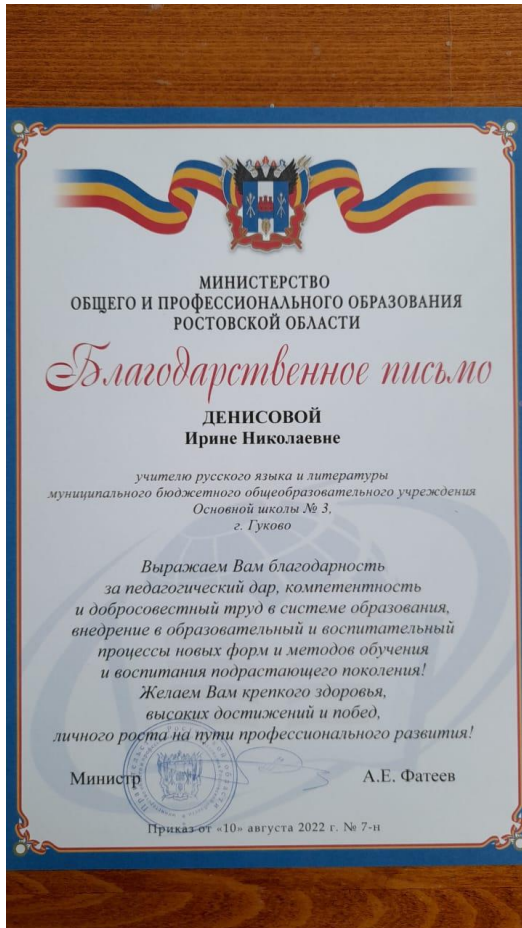 МИНИСТЕРСТВО
ОБЩЕГО И ПРОФЕССИОНАЛЬНОГО ОБРАЗОВАНИЯ
РОСТОВСКОЙ ОБЛАСТИ
Благодарственное письмо
ДЕНИСОВОЙ
Ирине Николаевне
учителю русского языка и литературы
муниципального бюджетного общеобразовательного учреждения
Основной школы № 3,
г. Гуково
Выражаем Вам благодарность
за педагогический дар, компетентность
и добросовестный труд в системе образования,
внедрение в образовательный и воспитательный
процессы новых форм и методов обучения
и воспитания подрастающего поколения!
Желаем Вам крепкого здоровья,
высоких достижений и побед,
личного роста на пути профессионального развития!
Министр А.Е. Фатеев
Приказ от «10» августа 2022 г. № 7-н